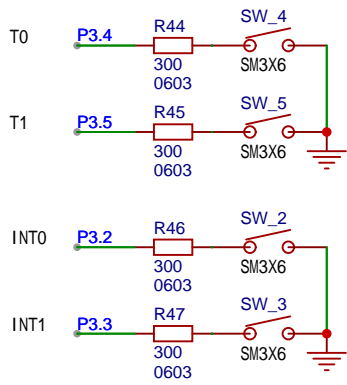 SW_4
R44
T0 P3.4
300
0603
SM3X6
SW_5
R45
T1 P3.5
300
0603
SM3X6
SW_2
R46
INT0 P3.2
300
0603
SM3X6
SW_3
R47
INT1 P3.3
300
0603
SM3X6